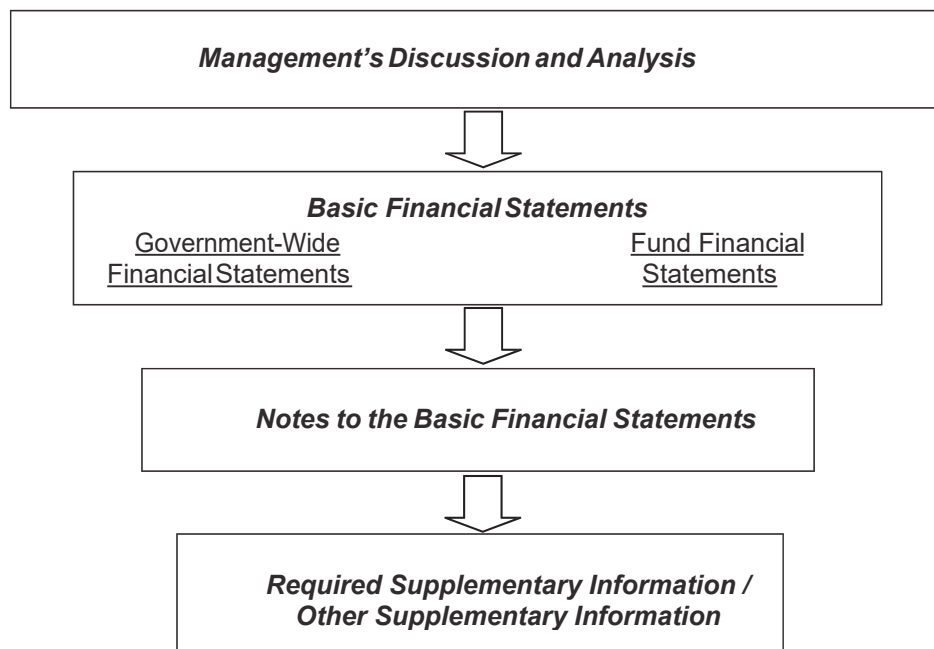 Management’s Discussion and Analysis
Basic Financial Statements
Government-Wide
Financial Statements
Fund Financial
Statements
Notes to the Basic Financial Statements
Required Supplementary Information /
Other Supplementary Information